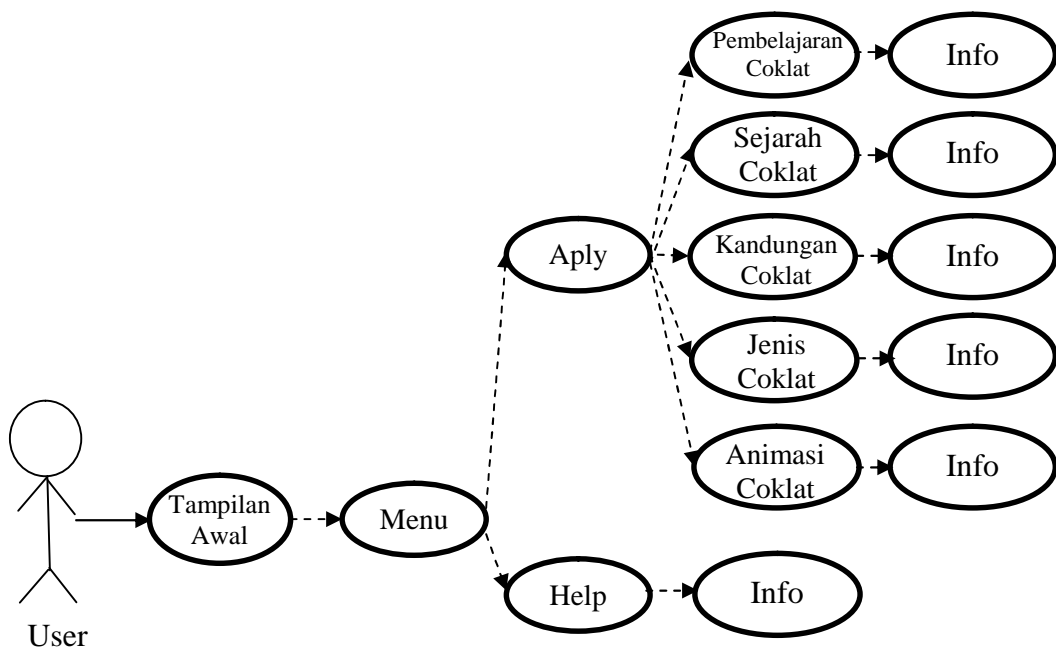 Pembelajaran
Coklat
Info
Sejarah
Coklat
Info
Aply
Kandungan
Coklat
Info
Jenis
Coklat
Info
Animasi
Coklat
Info
Tampilan
Awal
Menu
Help
Info
User